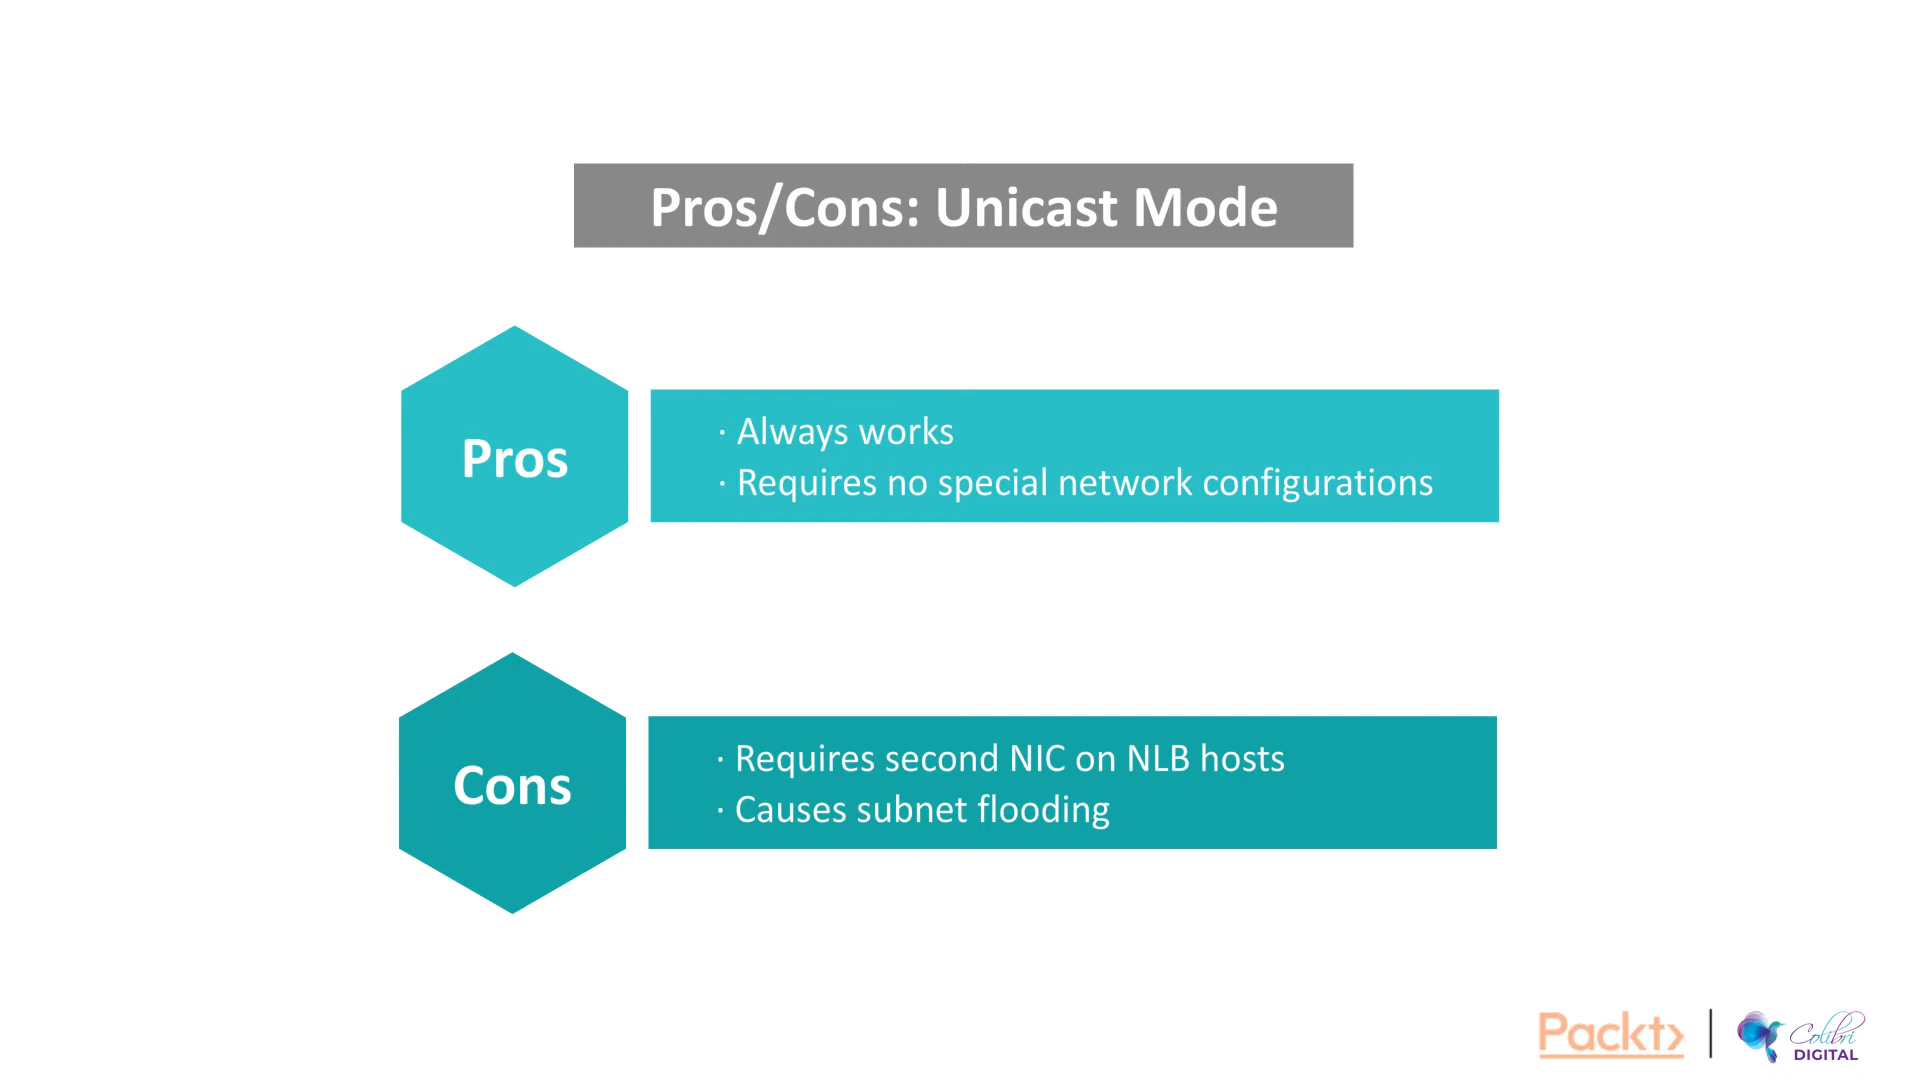 Pros/Cons: Unicast Mode
Pros
· Always works
· Requires no special network configurations
Cons
· Requires second NIC on NLB hosts
· Causes subnet flooding
Packt>
Colibri
DIGITAL